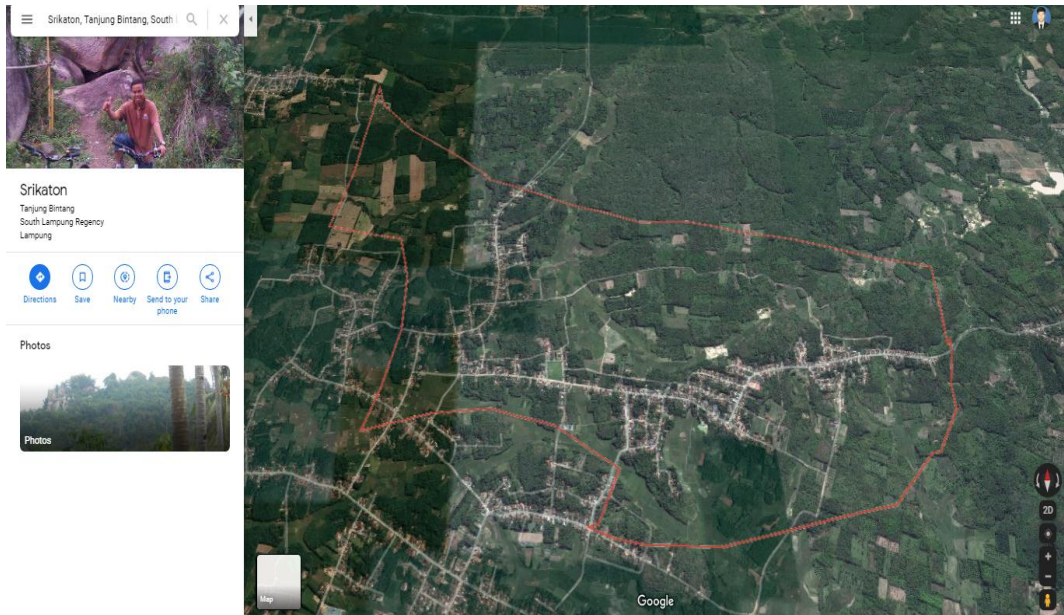 Srikaton, Tanjung Bintang, South
Srikaton
Tanjung Bintang
South Lampung Regency
Lampung
Directions
Save
Nearby
Send to your
phone
Share
Photos
Photos
Map
Google
2D